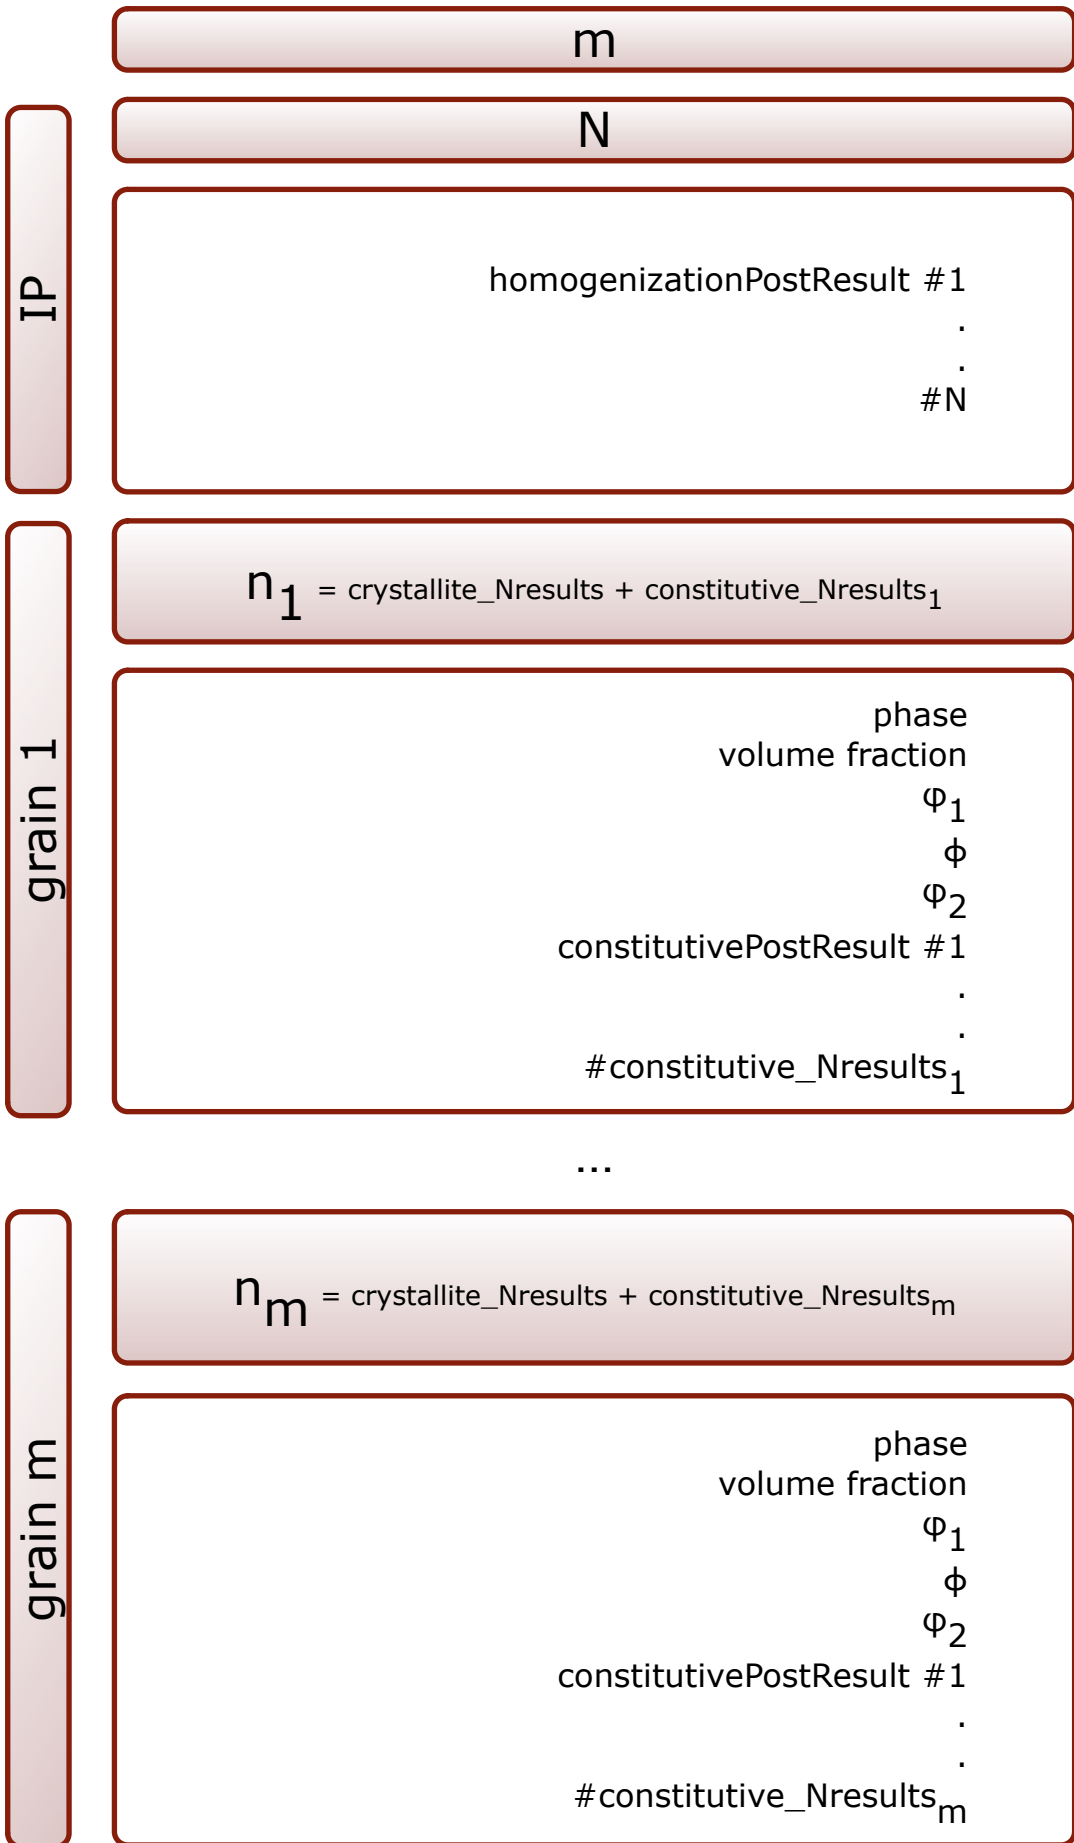 m
IP
N
homogenizationPostResult #1
.
.
#N
grain 1
n1 = crystallite_Nresults + constitutive_Nresults1
phase
volume fraction
φ1
ϕ
φ2
constitutivePostResult #1
.
.
#constitutive_Nresults1
...
grain m
nm = crystallite_Nresults + constitutive_Nresultsm
phase
volume fraction
φ1
ϕ
φ2
constitutivePostResult #1
.
.
#constitutive_Nresultsm